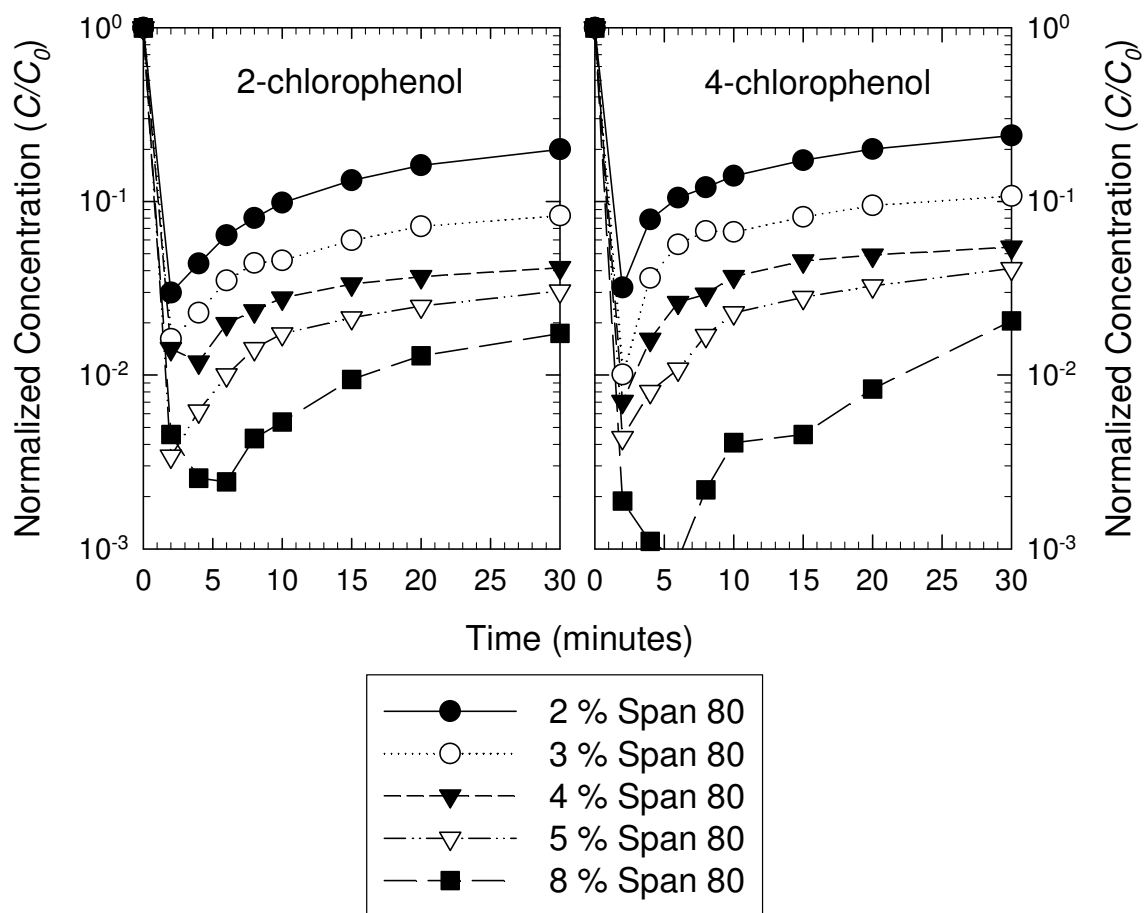 2-chlorophenol
4-chlorophenol
Normalized Concentration (C/C₀)
10⁰
10⁻¹
10⁻²
10⁻³
0 5 10 15 20 25 30
0 5 10 15 20 25 30
10⁰
10⁻¹
10⁻²
10⁻³
Normalized Concentration (C/C₀)
Time (minutes)
2 % Span 80
3 % Span 80
4 % Span 80
5 % Span 80
8 % Span 80